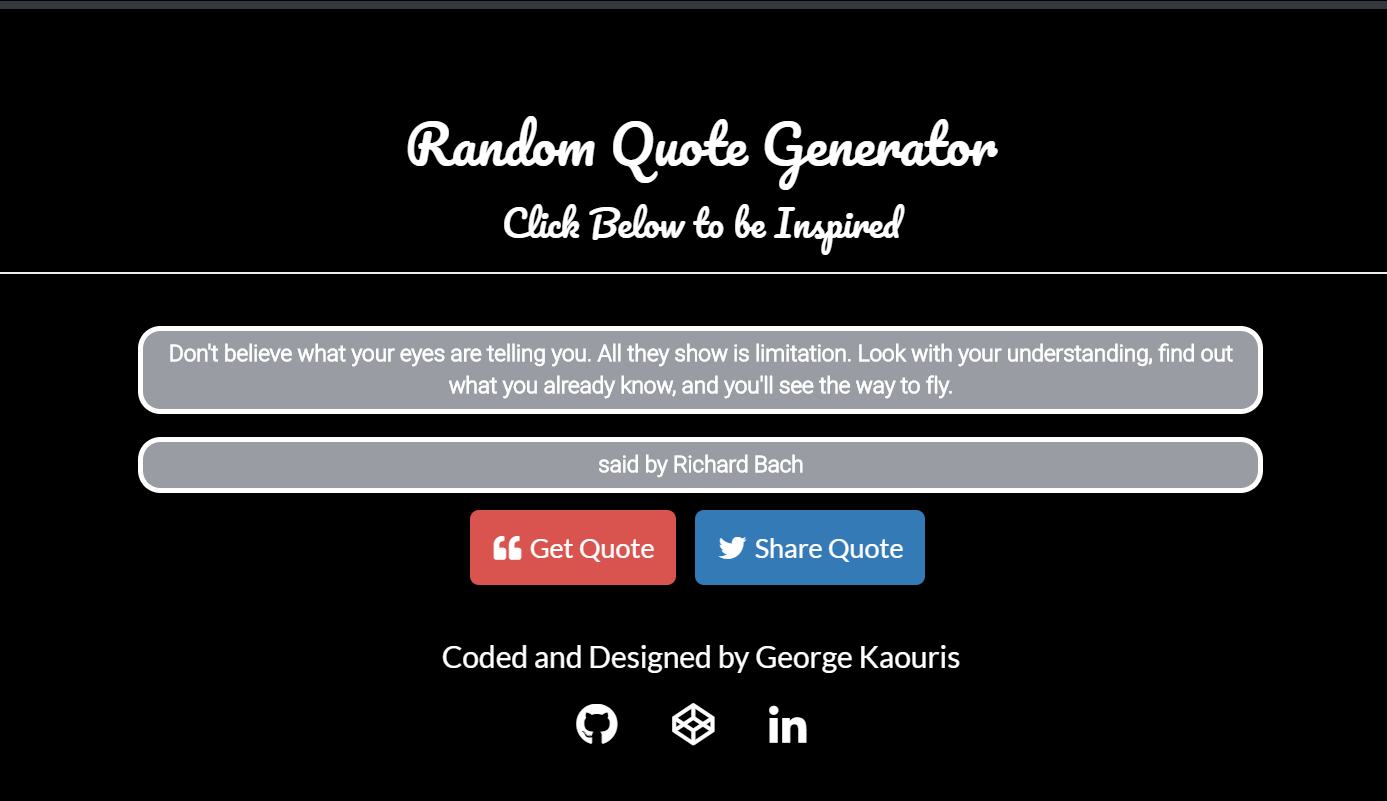 Random Quote Generator
Click Below to be Inspired
Don't believe what your eyes are telling you. All they show is limitation. Look with your understanding, find out
what you already know, and you'll see the way to fly.
said by Richard Bach
Get Quote
Share Quote
Coded and Designed by George Kaouris
in